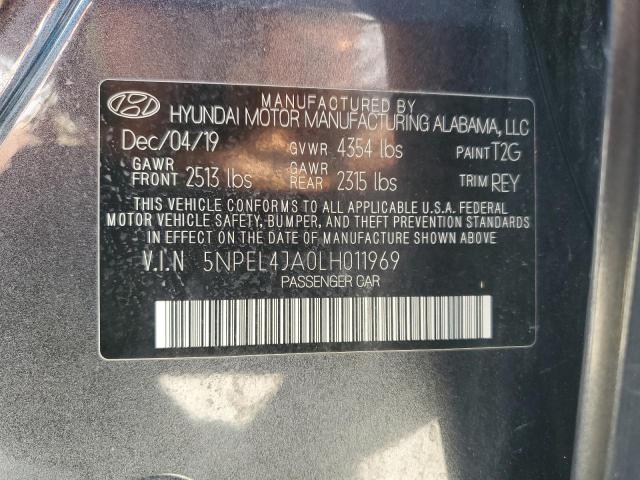 MANUFACTURED BY
HYUNDAI MOTOR MANUFACTURING ALABAMA, LLC
Dec/04/19 GVWR 4354 lbs PAINT T2G
GAWR FRONT 2513 lbs GAWR REAR 2315 lbs TRIM REY
THIS VEHICLE CONFORMS TO ALL APPLICABLE U.S.A. FEDERAL
MOTOR VEHICLE SAFETY, BUMPER, AND THEFT PREVENTION STANDARDS
IN EFFECT ON THE DATE OF MANUFACTURE SHOWN ABOVE.
V.I.N 5NPEL4JA0LH011969
PASSENGER CAR